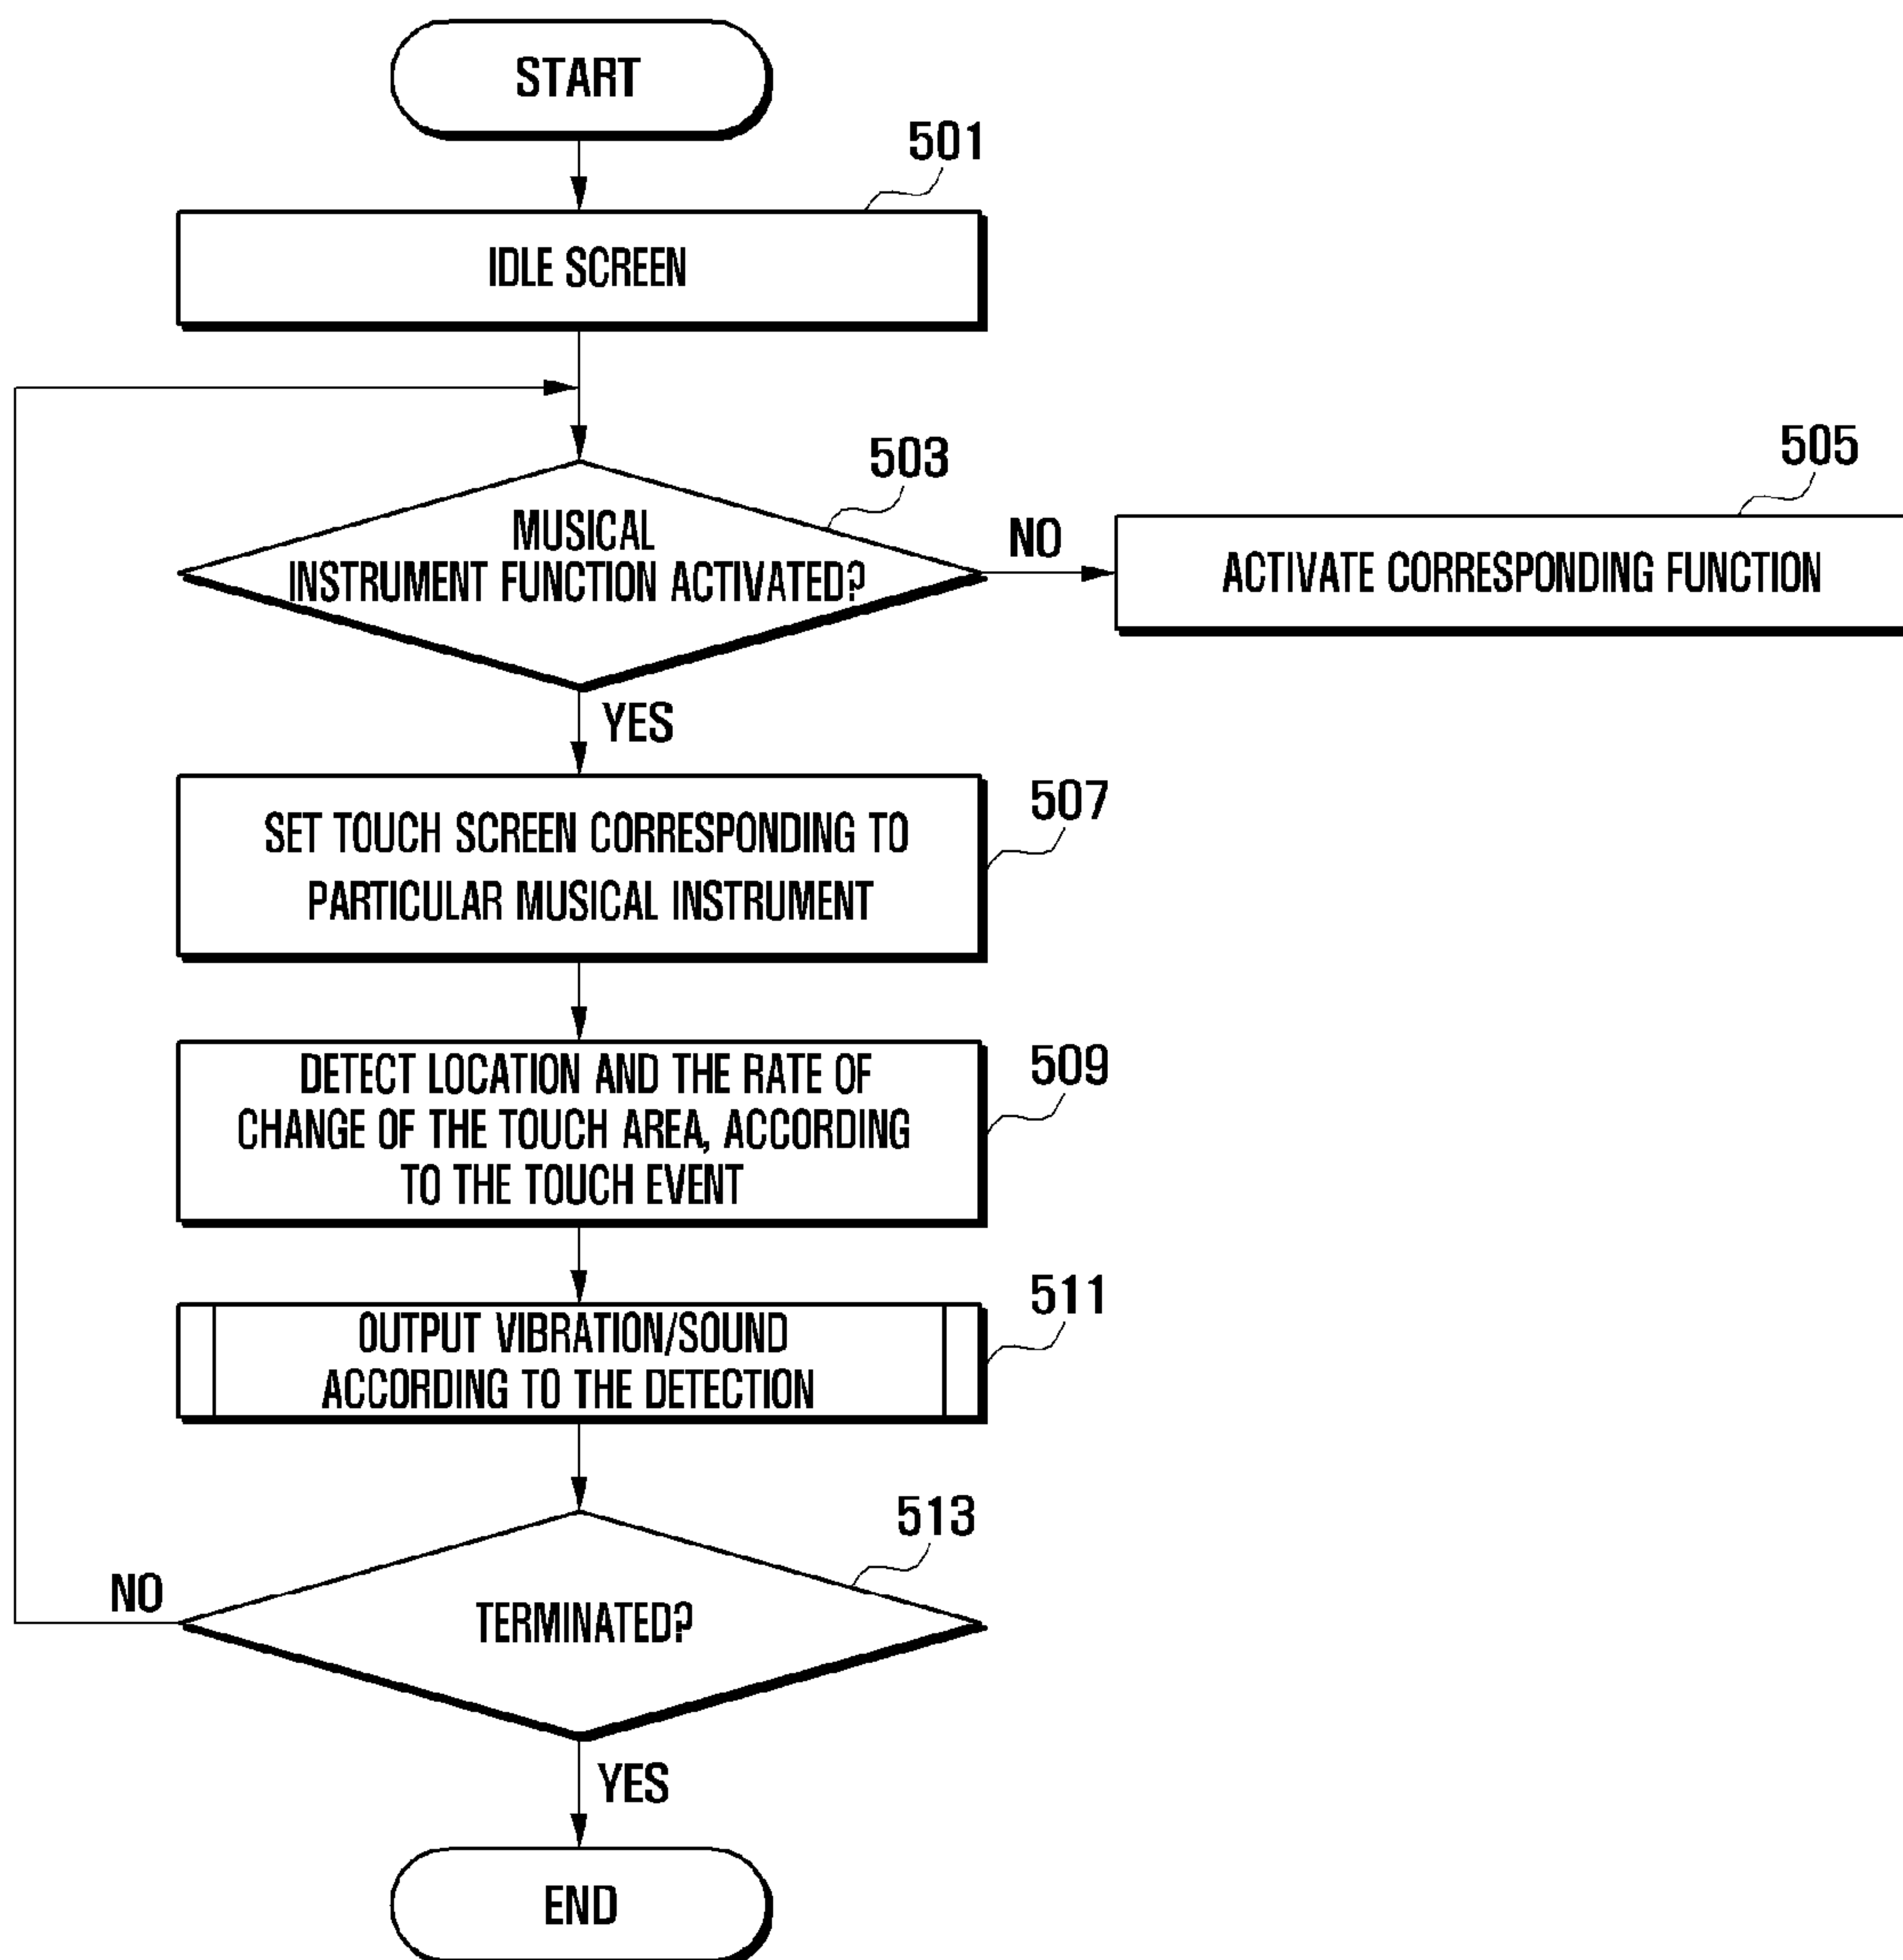 START
501
IDLE SCREEN
503
MUSICAL
INSTRUMENT FUNCTION ACTIVATED?
NO
505
ACTIVATE CORRESPONDING FUNCTION
YES
507
SET TOUCH SCREEN CORRESPONDING TO
PARTICULAR MUSICAL INSTRUMENT
509
DETECT LOCATION AND THE RATE OF
CHANGE OF THE TOUCH AREA, ACCORDING
TO THE TOUCH EVENT
511
OUTPUT VIBRATION/SOUND
ACCORDING TO THE DETECTION
513
NO
TERMINATED?
YES
END